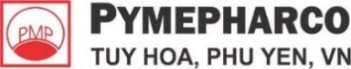 PMP
PYMEPHARCO
TUY HOA, PHU YEN, VN